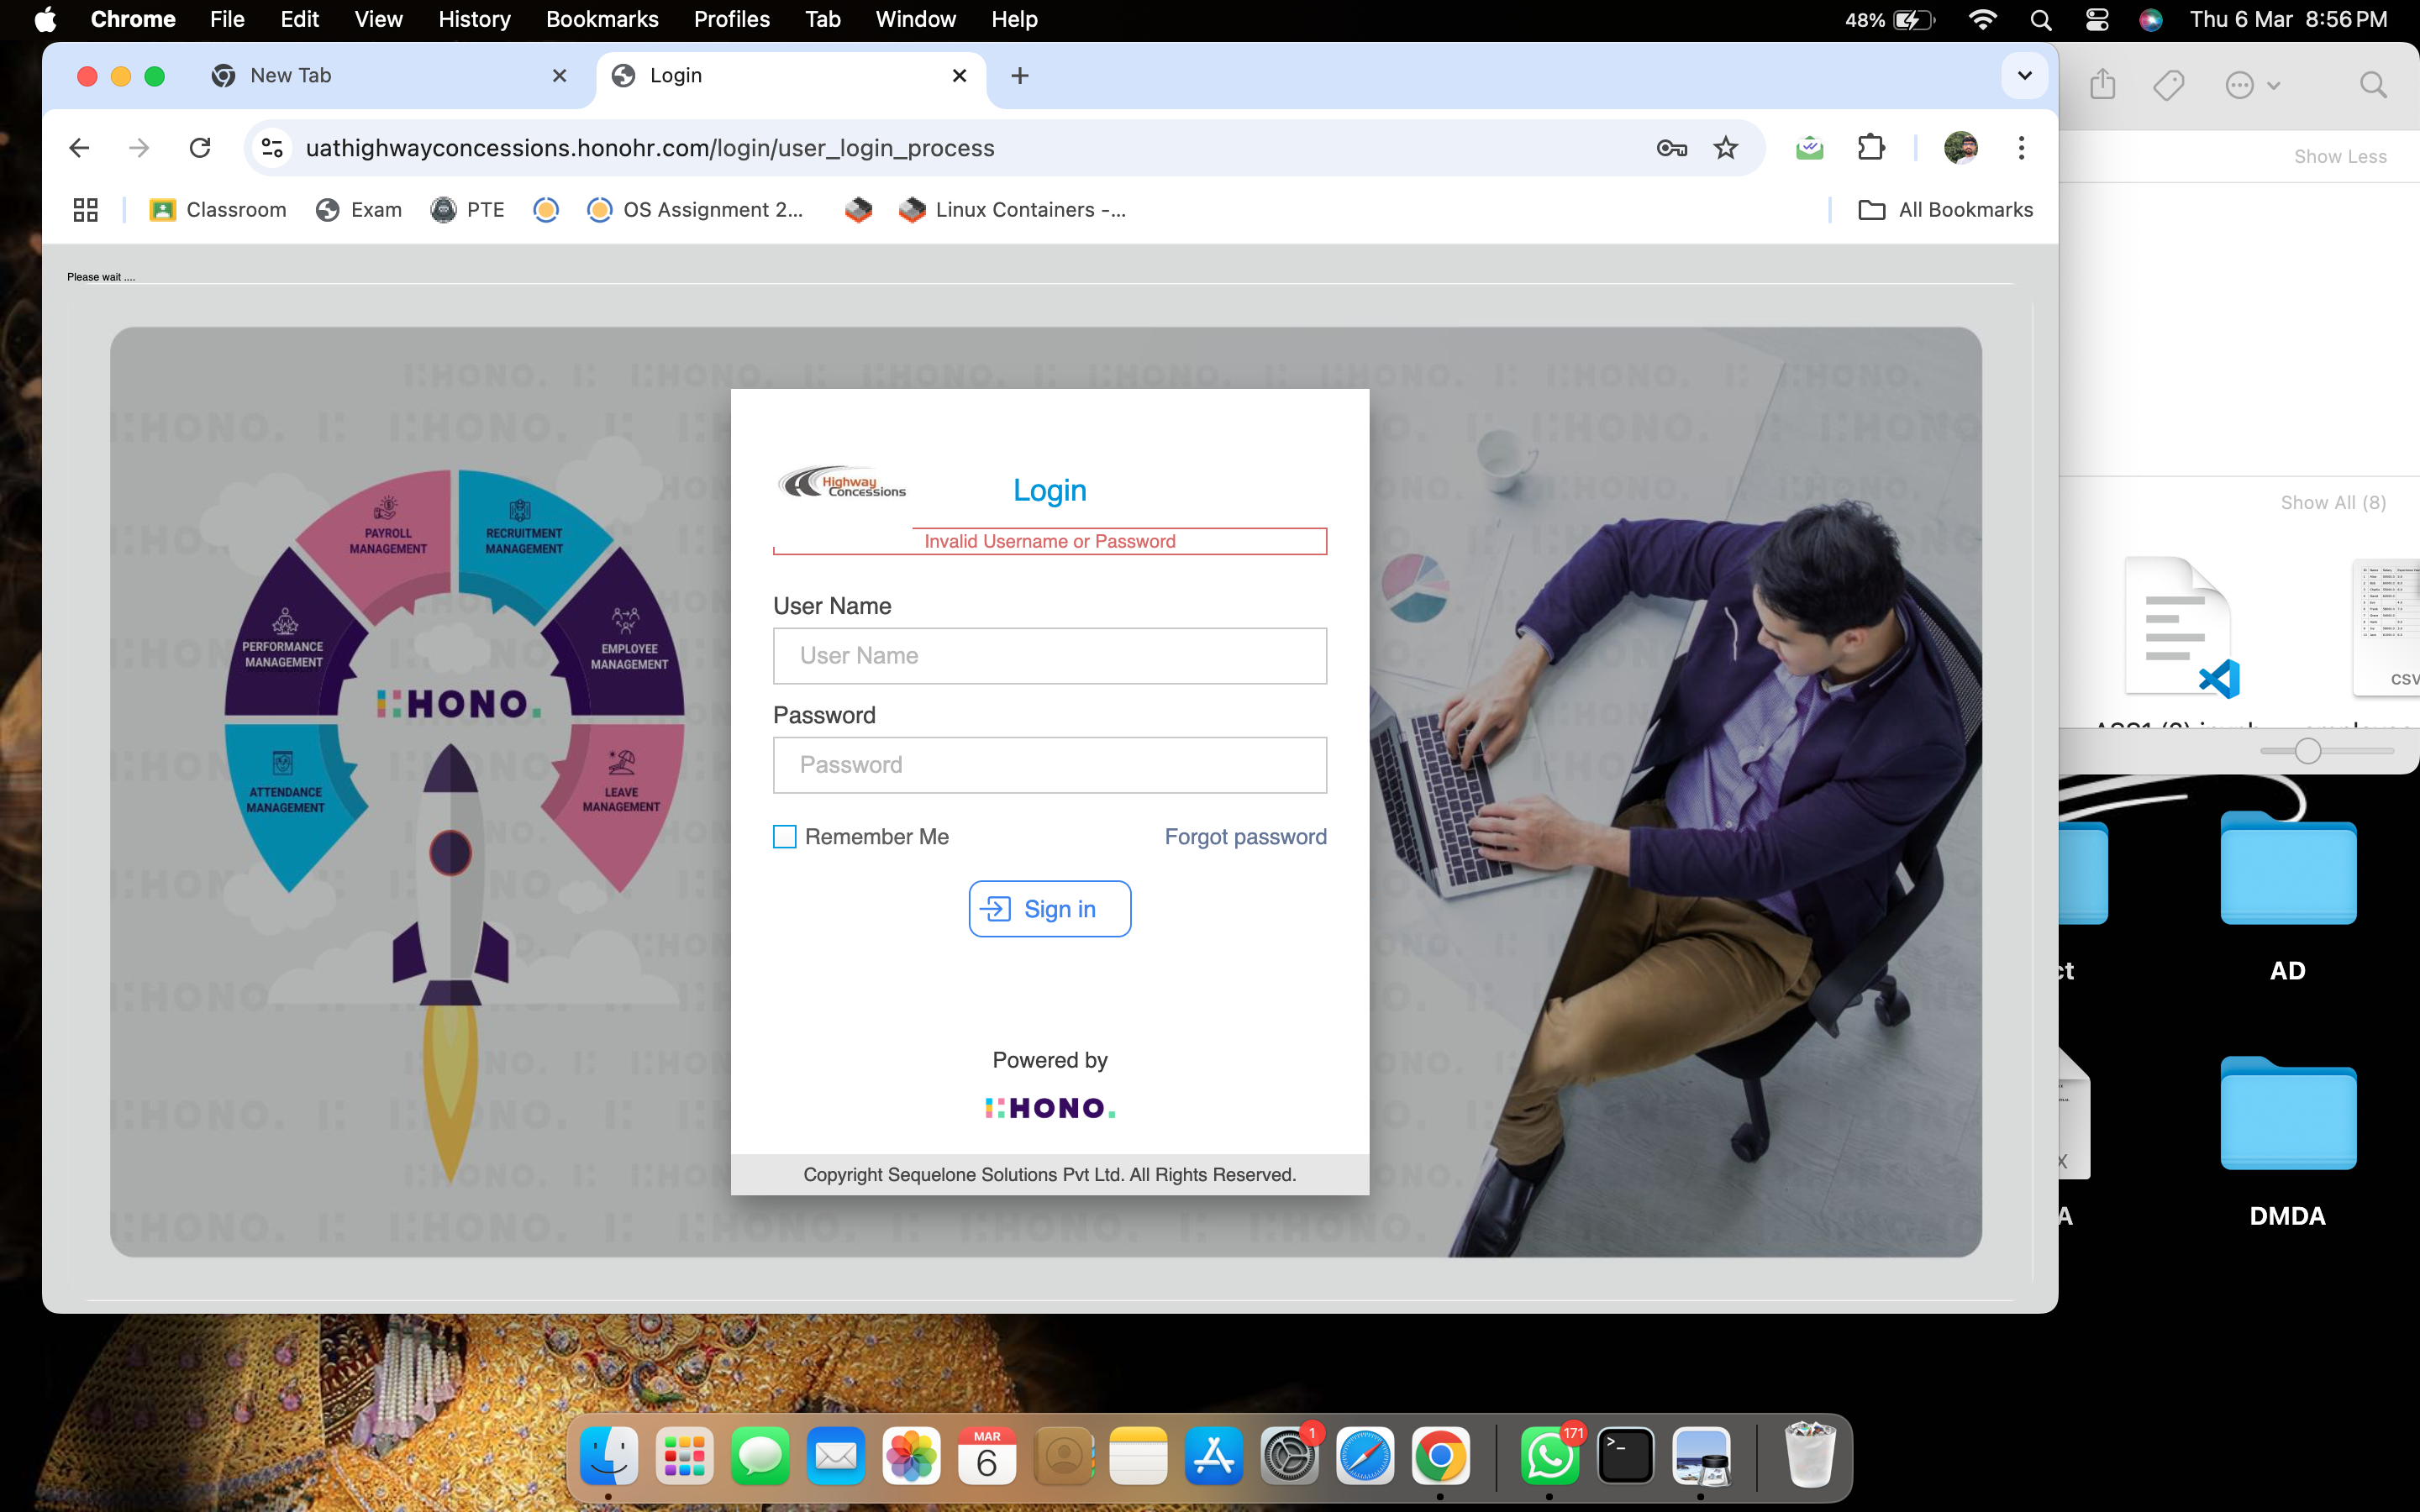 Chrome File Edit View History Bookmarks Profiles Tab Window Help
48% Thu 6 Mar 8:56 PM
New Tab
Login
uathighwayconcessions.honohr.com/login/user_login_process
Classroom Exam PTE OS Assignment 2... Linux Containers -... All Bookmarks
Please wait ....
PAYROLL MANAGEMENT
RECRUITMENT MANAGEMENT
PERFORMANCE MANAGEMENT
EMPLOYEE MANAGEMENT
HONO.
ATTENDANCE MANAGEMENT
LEAVE MANAGEMENT
Highway Concessions
Login
Invalid Username or Password
User Name
User Name
Password
Password
Remember Me Forgot password
Sign in
Powered by
HONO.
Copyright Sequelone Solutions Pvt Ltd. All Rights Reserved.
Show Less
Show All (8)
AD
DMDA
MAR
6
1
171